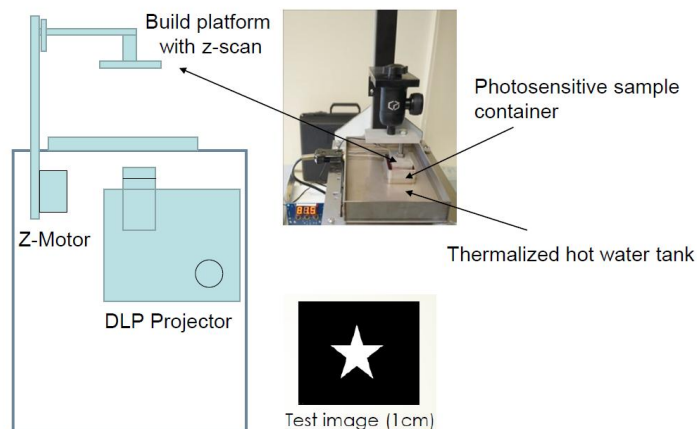 Build platform
with z-scan
Photosensitive sample
container
Z-Motor
Thermalized hot water tank
DLP Projector
Test image (1cm)